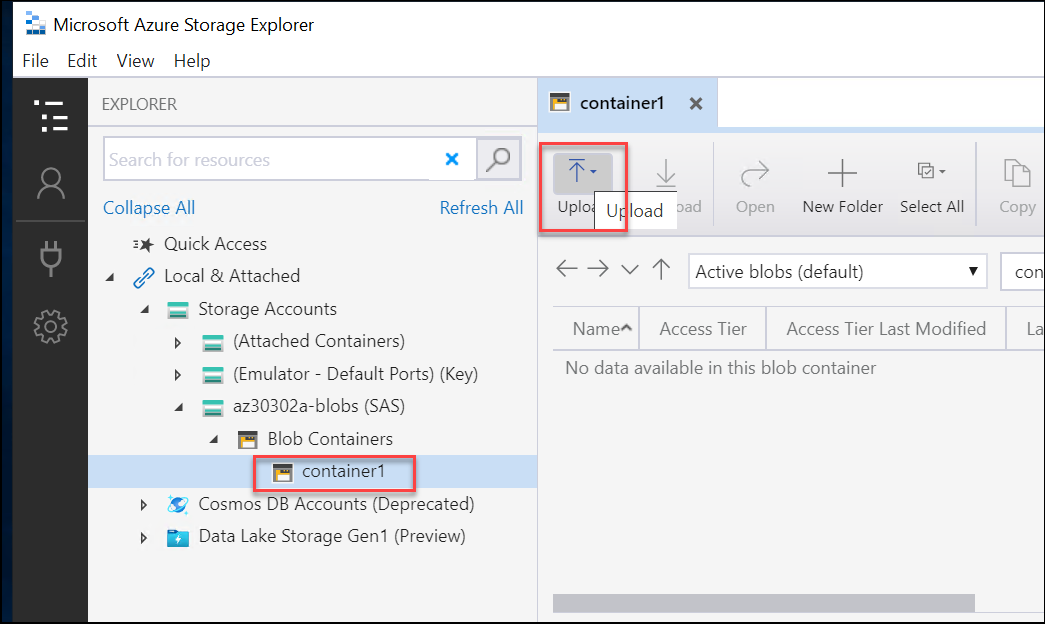 Microsoft Azure Storage Explorer
File Edit View Help
EXPLORER
Search for resources
Collapse All Refresh All
Quick Access
Local & Attached
Storage Accounts
(Attached Containers)
(Emulator - Default Ports) (Key)
az30302a-blobs (SAS)
Blob Containers
container1
Cosmos DB Accounts (Deprecated)
Data Lake Storage Gen1 (Preview)
container1
Uploa Upload oad Open New Folder Select All Copy
Active blobs (default) con
Name Access Tier Access Tier Last Modified La
No data available in this blob container